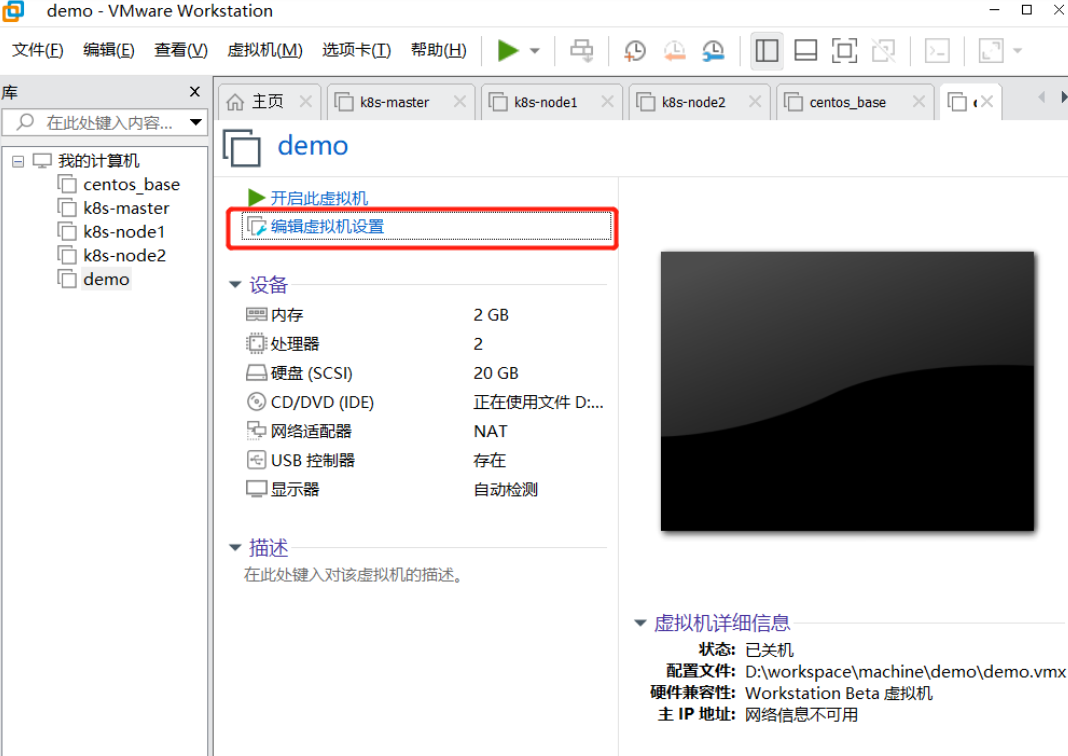 demo - VMware Workstation
文件(F) 编辑(E) 查看(V) 虚拟机(M) 选项卡(T) 帮助(H)
库
在此处键入内容...
我的计算机
centos_base
k8s-master
k8s-node1
k8s-node2
demo
主页 k8s-master k8s-node1 k8s-node2 centos_base
demo
开启此虚拟机
编辑虚拟机设置
设备
内存 2 GB
处理器 2
硬盘 (SCSI) 20 GB
CD/DVD (IDE) 正在使用文件 D:...
网络适配器 NAT
USB 控制器 存在
显示器 自动检测
描述
在此处键入对该虚拟机的描述。
虚拟机详细信息
状态: 已关机
配置文件: D:\workspace\machine\demo\demo.vmx
硬件兼容性: Workstation Beta 虚拟机
主 IP 地址: 网络信息不可用